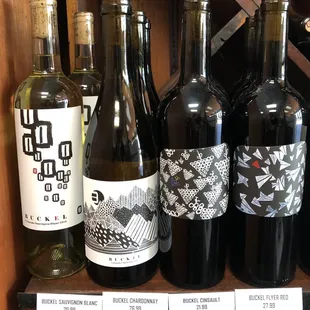 BUCKEL
BUCKEL
BUCKEL SAUVIGNON BLANC
BUCKEL CHARDONNAY
BUCKEL CINSAULT
21.99
BUCKEL FLYER RED
27.99